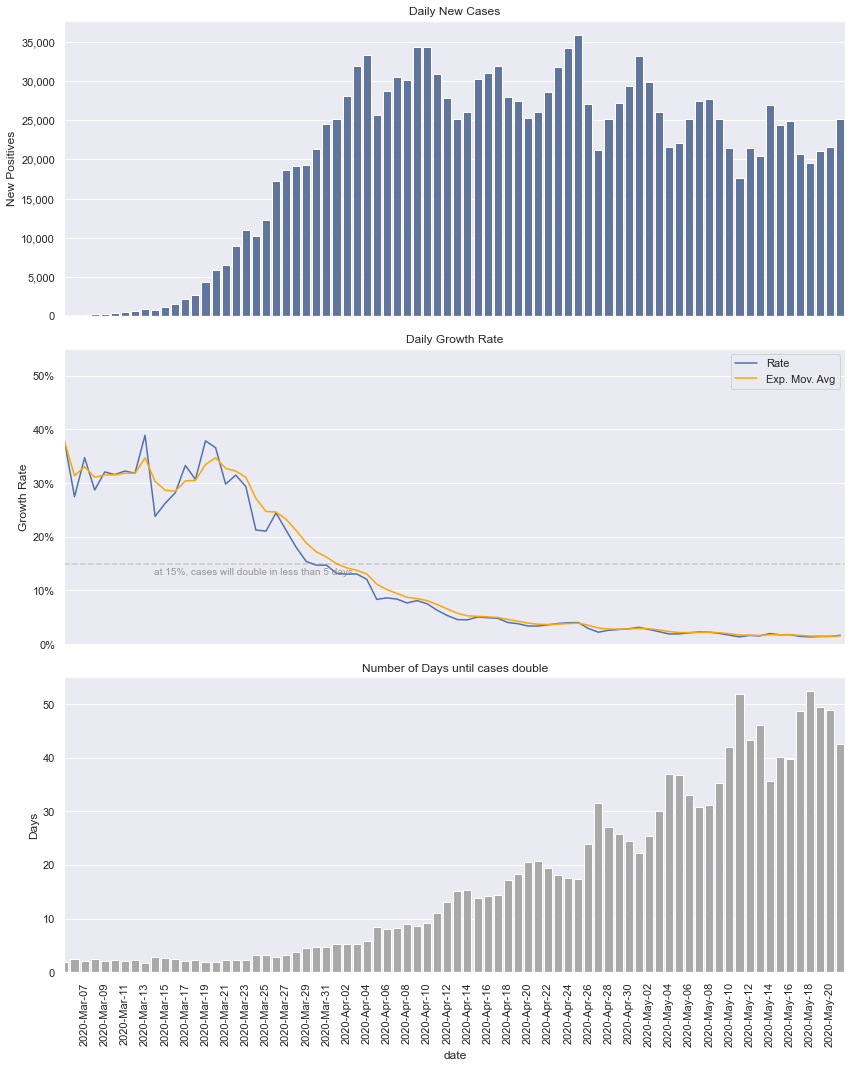 Daily New Cases
New Positives
35,000
30,000
25,000
20,000
15,000
10,000
5,000
0
Daily Growth Rate
Growth Rate
50%
40%
30%
20%
10%
0%
Rate
Exp. Mov. Avg
at 15%, cases will double in less than 5 days
Number of Days until cases double
Days
50
40
30
20
10
0
2020-Mar-07
2020-Mar-09
2020-Mar-11
2020-Mar-13
2020-Mar-15
2020-Mar-17
2020-Mar-19
2020-Mar-21
2020-Mar-23
2020-Mar-25
2020-Mar-27
2020-Mar-29
2020-Mar-31
2020-Apr-02
2020-Apr-04
2020-Apr-06
2020-Apr-08
2020-Apr-10
2020-Apr-12
2020-Apr-14
2020-Apr-16
2020-Apr-18
2020-Apr-20
2020-Apr-22
2020-Apr-24
2020-Apr-26
2020-Apr-28
2020-Apr-30
2020-May-02
2020-May-04
2020-May-06
2020-May-08
2020-May-10
2020-May-12
2020-May-14
2020-May-16
2020-May-18
2020-May-20
date